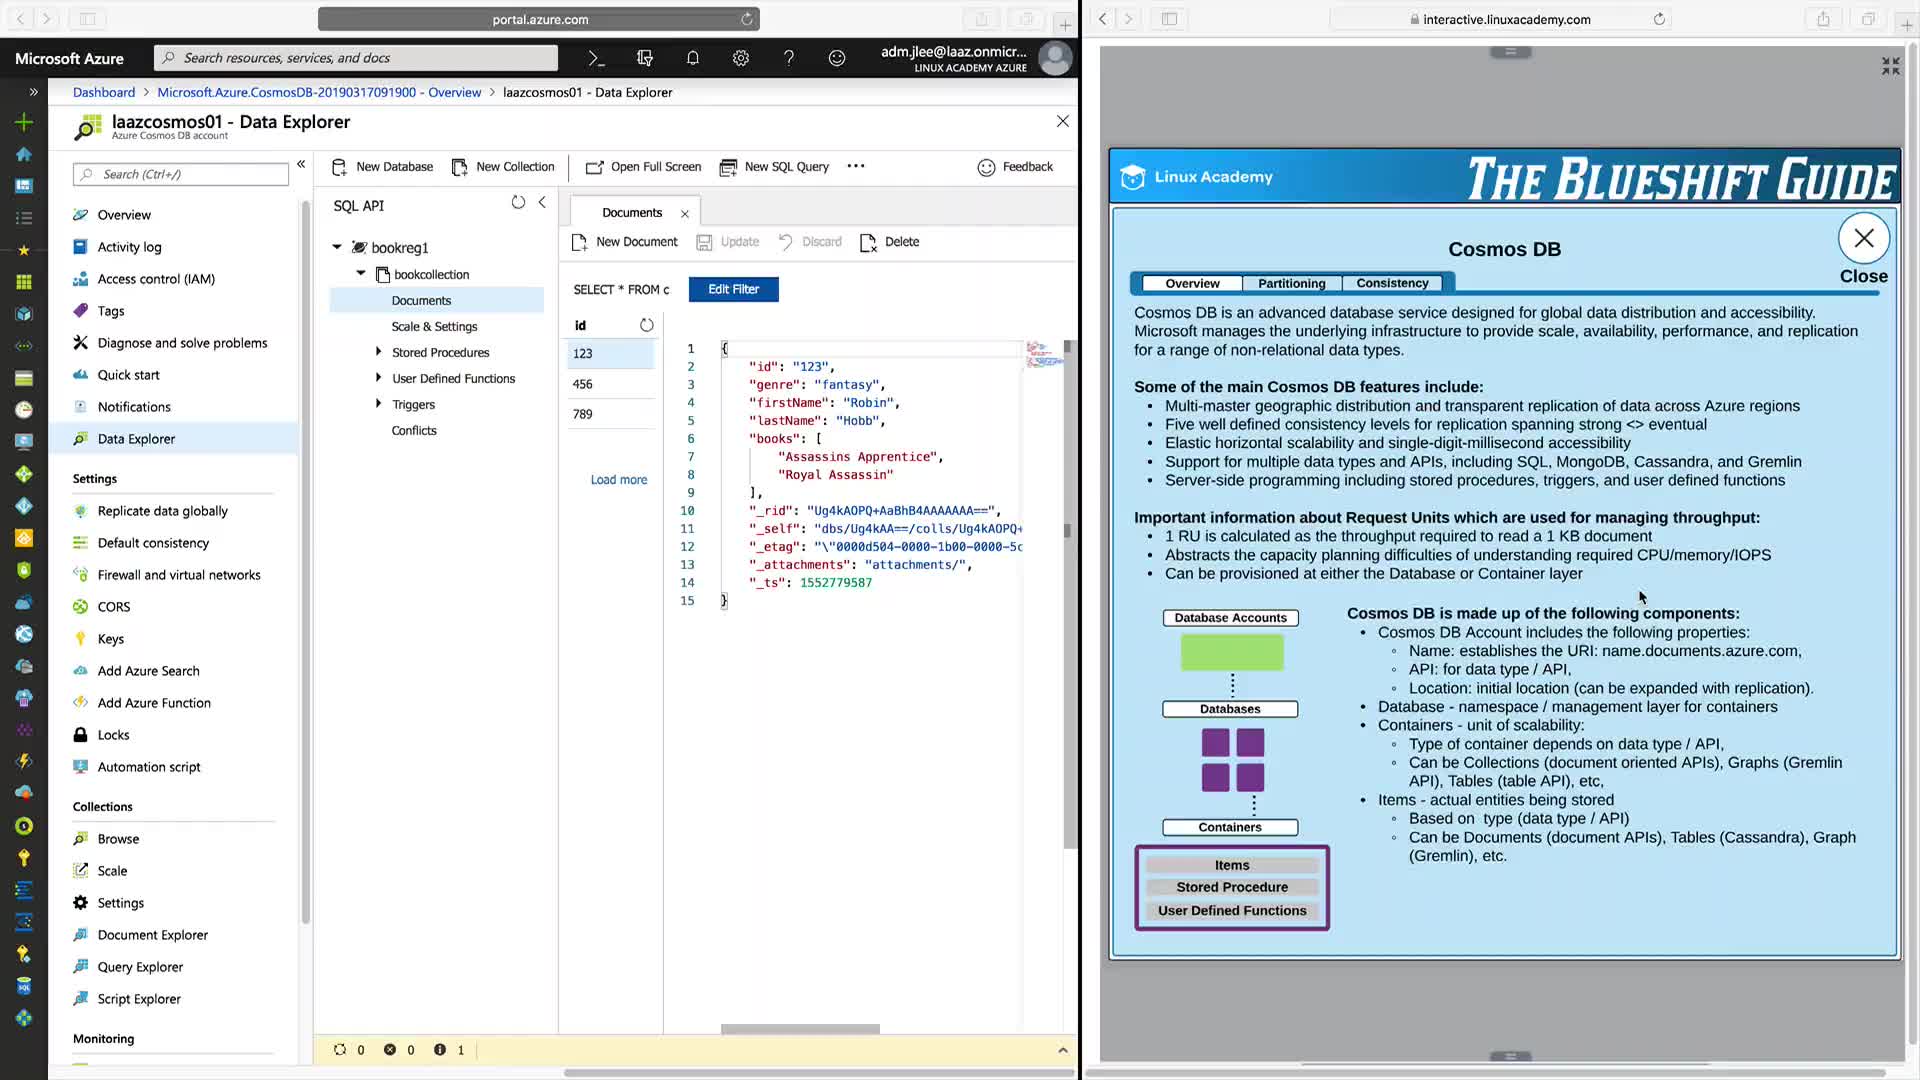 portal.azure.com
Microsoft Azure
Search resources, services, and docs
adm.jlee@laaz.onmicr...
LINUX ACADEMY AZURE
Dashboard > Microsoft.Azure.CosmosDB-20190317091900 - Overview > laazcosmos01 - Data Explorer
laazcosmos01 - Data Explorer
Azure Cosmos DB account
Search (Ctrl+/)
Overview
Activity log
Access control (IAM)
Tags
Diagnose and solve problems
Quick start
Notifications
Data Explorer
Settings
Replicate data globally
Default consistency
Firewall and virtual networks
CORS
Keys
Add Azure Search
Add Azure Function
Locks
Automation script
Collections
Browse
Scale
Settings
Document Explorer
Query Explorer
Script Explorer
Monitoring
New Database
New Collection
Open Full Screen
New SQL Query
Feedback
SQL API
bookreg1
bookcollection
Documents
Scale & Settings
Stored Procedures
User Defined Functions
Triggers
Conflicts
Documents
New Document
Update
Discard
Delete
SELECT * FROM c
Edit Filter
id
123
456
789
Load more
1 {
2 "id": "123",
3 "genre": "fantasy",
4 "firstName": "Robin",
5 "lastName": "Hobb",
6 "books": [
7 "Assassins Apprentice",
8 "Royal Assassin"
9 ],
10 "_rid": "Ug4kAOPQ+AaBhB4AAAAAAA==",
11 "_self": "dbs/Ug4kAA==/colls/Ug4kAOPQ+
12 "_etag": "\"0000d504-0000-1b00-0000-5c
13 "_attachments": "attachments/",
14 "_ts": 1552779587
15 }
0 0 1
interactive.linuxacademy.com
Linux Academy
THE BLUESHIFT GUIDE
Cosmos DB
Close
Overview
Partitioning
Consistency
Cosmos DB is an advanced database service designed for global data distribution and accessibility.
Microsoft manages the underlying infrastructure to provide scale, availability, performance, and replication
for a range of non-relational data types.
Some of the main Cosmos DB features include:
• Multi-master geographic distribution and transparent replication of data across Azure regions
• Five well defined consistency levels for replication spanning strong <> eventual
• Elastic horizontal scalability and single-digit-millisecond accessibility
• Support for multiple data types and APIs, including SQL, MongoDB, Cassandra, and Gremlin
• Server-side programming including stored procedures, triggers, and user defined functions
Important information about Request Units which are used for managing throughput:
• 1 RU is calculated as the throughput required to read a 1 KB document
• Abstracts the capacity planning difficulties of understanding required CPU/memory/IOPS
• Can be provisioned at either the Database or Container layer
Database Accounts
Databases
Containers
Items
Stored Procedure
User Defined Functions
Cosmos DB is made up of the following components:
• Cosmos DB Account includes the following properties:
◦ Name: establishes the URI: name.documents.azure.com,
◦ API: for data type / API,
◦ Location: initial location (can be expanded with replication).
• Database - namespace / management layer for containers
• Containers - unit of scalability:
◦ Type of container depends on data type / API,
◦ Can be Collections (document oriented APIs), Graphs (Gremlin
API), Tables (table API), etc,
• Items - actual entities being stored
◦ Based on type (data type / API)
◦ Can be Documents (document APIs), Tables (Cassandra), Graph
(Gremlin), etc.